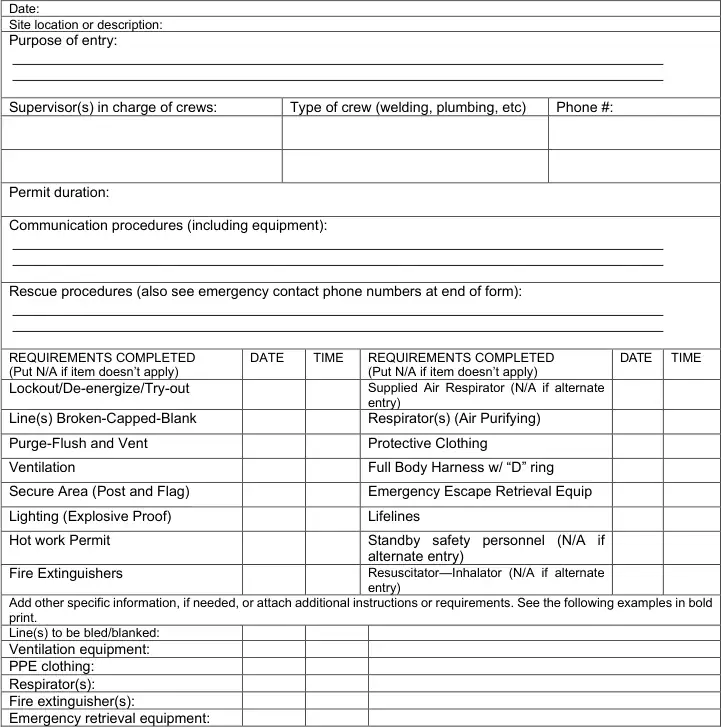 Date:
Site location or description:
Purpose of entry:
Supervisor(s) in charge of crews: Type of crew (welding, plumbing, etc) Phone #:
Permit duration:
Communication procedures (including equipment):
Rescue procedures (also see emergency contact phone numbers at end of form):
REQUIREMENTS COMPLETED DATE TIME REQUIREMENTS COMPLETED DATE TIME
(Put N/A if item doesn’t apply) (Put N/A if item doesn’t apply)
Lockout/De-energize/Try-out Supplied Air Respirator (N/A if alternate
entry)
Line(s) Broken-Capped-Blank Respirator(s) (Air Purifying)
Purge-Flush and Vent Protective Clothing
Ventilation Full Body Harness w/ “D” ring
Secure Area (Post and Flag) Emergency Escape Retrieval Equip
Lighting (Explosive Proof) Lifelines
Hot work Permit Standby safety personnel (N/A if
alternate entry)
Fire Extinguishers Resuscitator—Inhalator (N/A if alternate
entry)
Add other specific information, if needed, or attach additional instructions or requirements. See the following examples in bold
print.
Line(s) to be bled/blanked:
Ventilation equipment:
PPE clothing:
Respirator(s):
Fire extinguisher(s):
Emergency retrieval equipment: